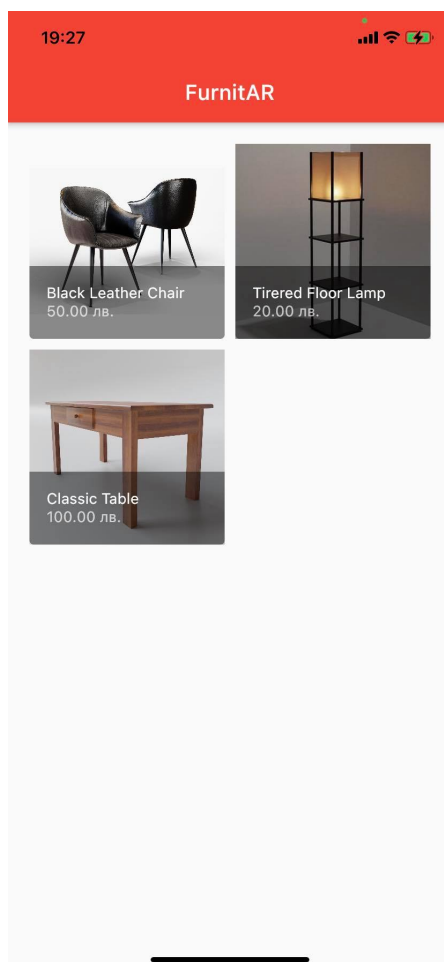 19:27
FurnitAR
Black Leather Chair
50.00 лв.
Tirered Floor Lamp
20.00 лв.
Classic Table
100.00 лв.